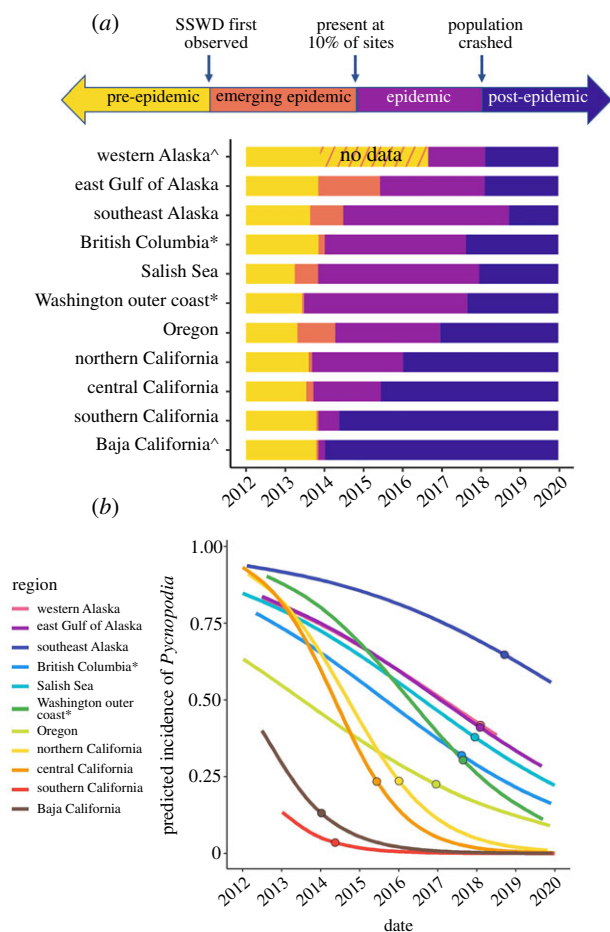 (a)
SSWD first observed
present at 10% of sites
population crashed
pre-epidemic
emerging epidemic
epidemic
post-epidemic
western Alaska^
no data
east Gulf of Alaska
southeast Alaska
British Columbia*
Salish Sea
Washington outer coast*
Oregon
northern California
central California
southern California
Baja California^
2012 2013 2014 2015 2016 2017 2018 2019 2020
(b)
region
western Alaska
east Gulf of Alaska
southeast Alaska
British Columbia*
Salish Sea
Washington outer
coast*
Oregon
northern California
central California
southern California
Baja California
predicted incidence of Pycnopodia
1.00
0.75
0.50
0.25
0
2012 2013 2014 2015 2016 2017 2018 2019 2020
date